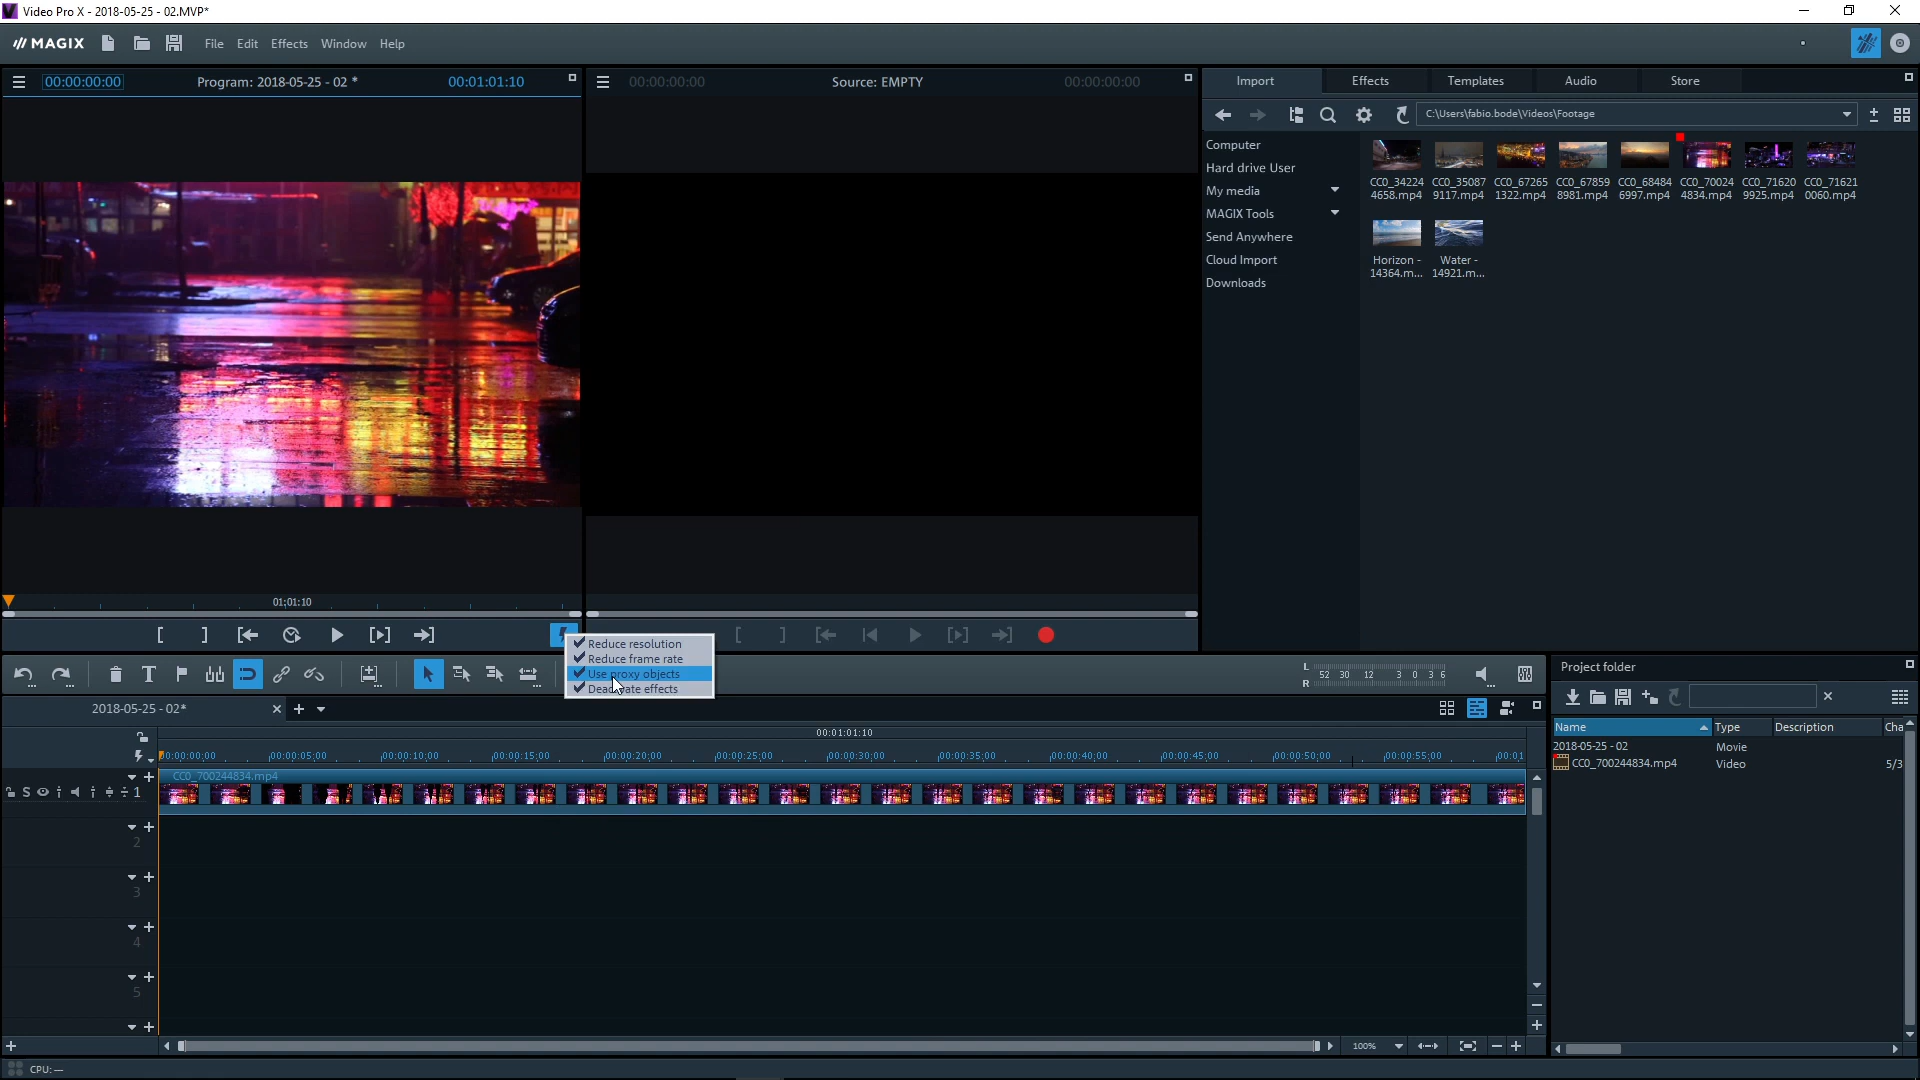 Video Pro X - 2018-05-25 - 02.MVP*
MAGIX File Edit Effects Window Help
00:00:00:00 Program: 2018-05-25 - 02 * 00:01:01:10
00:00:00:00 Source: EMPTY 00:00:00:00
Import Effects Templates Audio Store
C:\Users\fabio.bode\Videos\Footage
Computer
Hard drive User
My media
MAGIX Tools
Send Anywhere
Cloud Import
Downloads
CC0_34224 CC0_35087 CC0_67265 CC0_67859 CC0_68484 CC0_70024 CC0_71620 CC0_71621
4658.mp4 9117.mp4 1322.mp4 8981.mp4 6997.mp4 4834.mp4 9925.mp4 0060.mp4
Horizon - Water -
14364.m... 14921.m...
01;01:10
Reduce resolution
Reduce frame rate
Use proxy objects
Deactivate effects
L 52 30 12 3 0 3 6
R
Project folder
2018-05-25 - 02*
00:01:01:10
00:00:00;00 00:00:05;00 00:00:10;00 00:00:15;00 00:00:20;00 00:00:25;00 00:00:30;00 00:00:35;00 00:00:40;00 00:00:45;00 00:00:50;00 00:00:55;00 00:01
CC0_700244834.mp4
S 1
2
3
4
5
Name Type Description Cha
2018-05-25 - 02 Movie
CC0_700244834.mp4 Video 5/3
100%
CPU: —